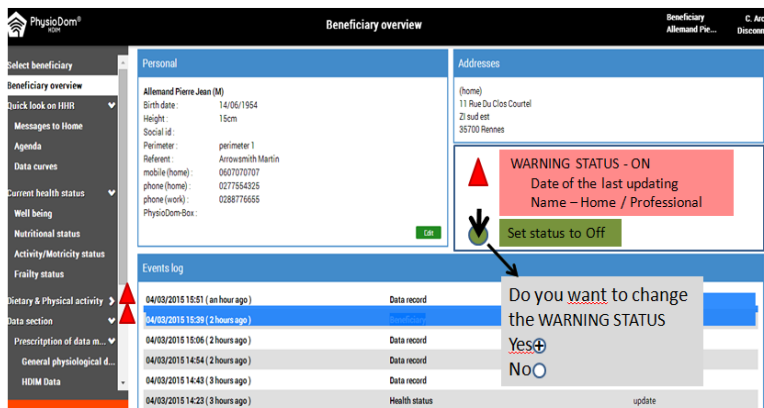 PhysioDom®
HDIM
Beneficiary overview
Beneficiary
Allemand Pie...
C. Arc
Disconn
Select beneficiary
Beneficiary overview
Quick look on HHR
Messages to Home
Agenda
Data curves
Current health status
Well being
Nutritional status
Activity/Motricity status
Frailty status
Dietary & Physical activity
Data section
Prescritption of data m...
General physiological d...
HDIM Data
Personal
Allemand Pierre Jean (M)
Birth date : 14/06/1954
Height : 15cm
Social id :
Perimeter : perimeter 1
Referent : Arrowsmith Martin
mobile (home) : 0607070707
phone (home) : 0277554325
phone (work) : 0288776655
PhysioDom-Box :
Edit
Addresses
(home)
11 Rue Du Clos Courtel
ZI sud est
35700 Rennes
WARNING STATUS - ON
Date of the last updating
Name – Home / Professional
Set status to Off
Events log
04/03/2015 15:51 ( an hour ago ) Data record
04/03/2015 15:39 ( 2 hours ago ) Beneficiary
04/03/2015 15:06 ( 2 hours ago ) Data record
04/03/2015 14:54 ( 2 hours ago ) Data record
04/03/2015 14:43 ( 3 hours ago ) Data record
04/03/2015 14:23 ( 3 hours ago ) Health status update
Do you want to change
the WARNING STATUS
Yes
No